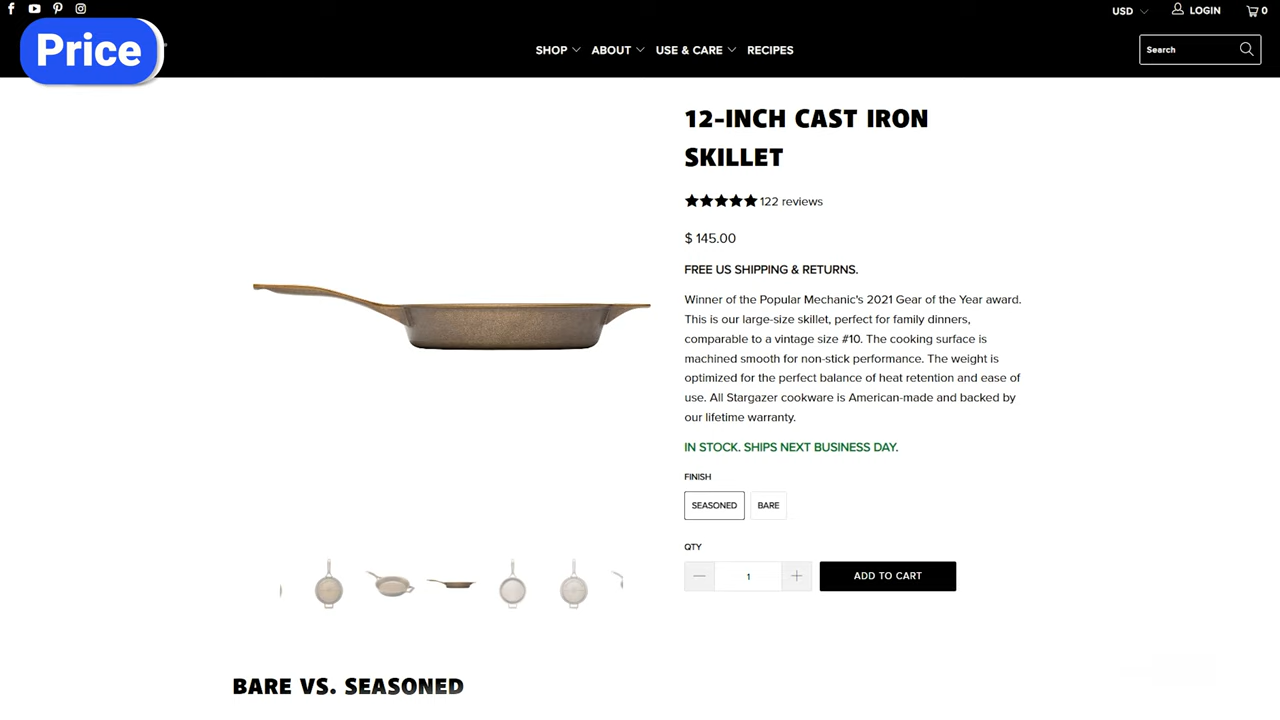 USD
LOGIN
0
Price
SHOP
ABOUT
USE & CARE
RECIPES
Search
12-INCH CAST IRON
SKILLET
122 reviews
$ 145.00
FREE US SHIPPING & RETURNS.
Winner of the Popular Mechanic's 2021 Gear of the Year award.
This is our large-size skillet, perfect for family dinners,
comparable to a vintage size #10. The cooking surface is
machined smooth for non-stick performance. The weight is
optimized for the perfect balance of heat retention and ease of
use. All Stargazer cookware is American-made and backed by
our lifetime warranty.
IN STOCK. SHIPS NEXT BUSINESS DAY.
FINISH
SEASONED
BARE
QTY
1
ADD TO CART
BARE VS. SEASONED